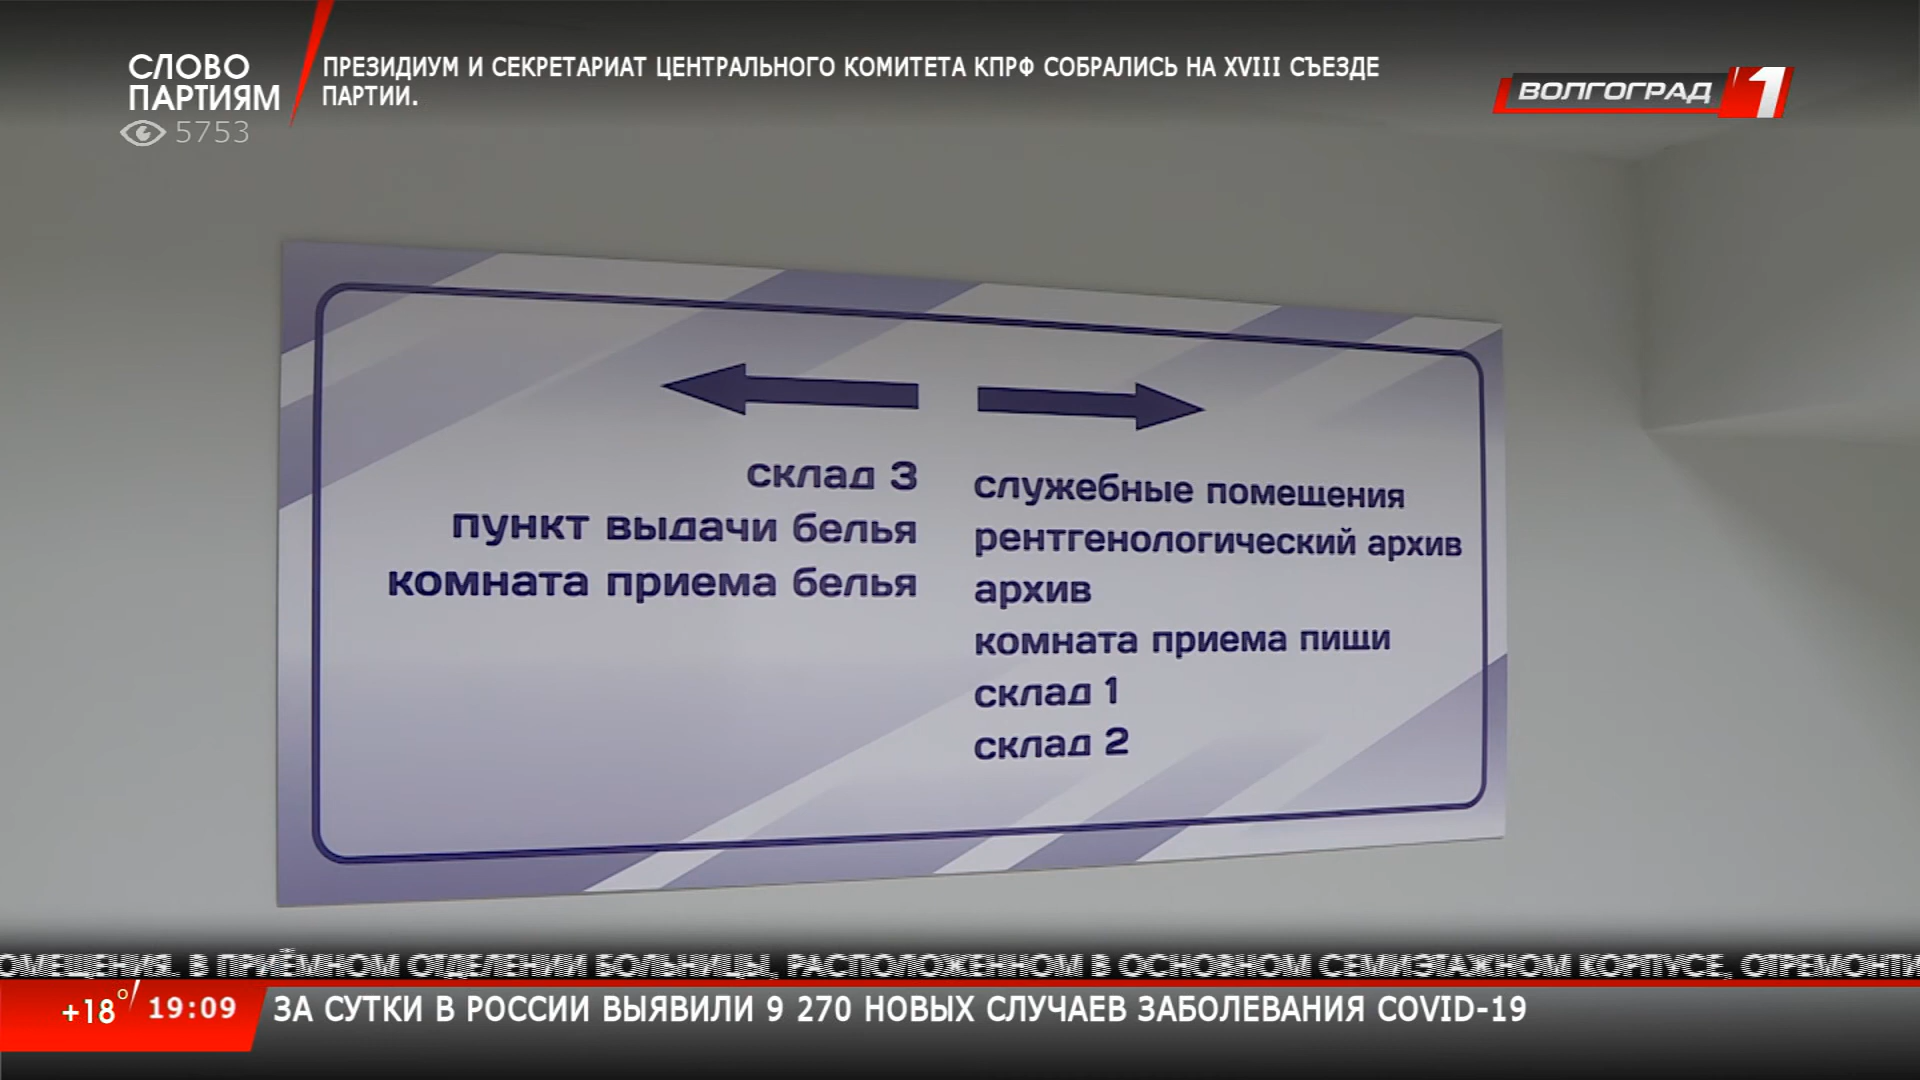 СЛОВО
ПАРТИЯМ
5753
ПРЕЗИДИУМ И СЕКРЕТАРИАТ ЦЕНТРАЛЬНОГО КОМИТЕТА КПРФ СОБРАЛИСЬ НА XVIII СЪЕЗДЕ
ПАРТИИ.
ВОЛГОГРАД 1
склад 3
пункт выдачи белья
комната приема белья
служебные помещения
рентгенологический архив
архив
комната приема пищи
склад 1
склад 2
В ПРИЁМНОМ ОТДЕЛЕНИИ БОЛЬНИЦЫ, РАСПОЛОЖЕННОМ В ОСНОВНОМ СЕМИЭТАЖНОМ КОРПУСЕ,
+18° 19:09 ЗА СУТКИ В РОССИИ ВЫЯВИЛИ 9 270 НОВЫХ СЛУЧАЕВ ЗАБОЛЕВАНИЯ COVID-19